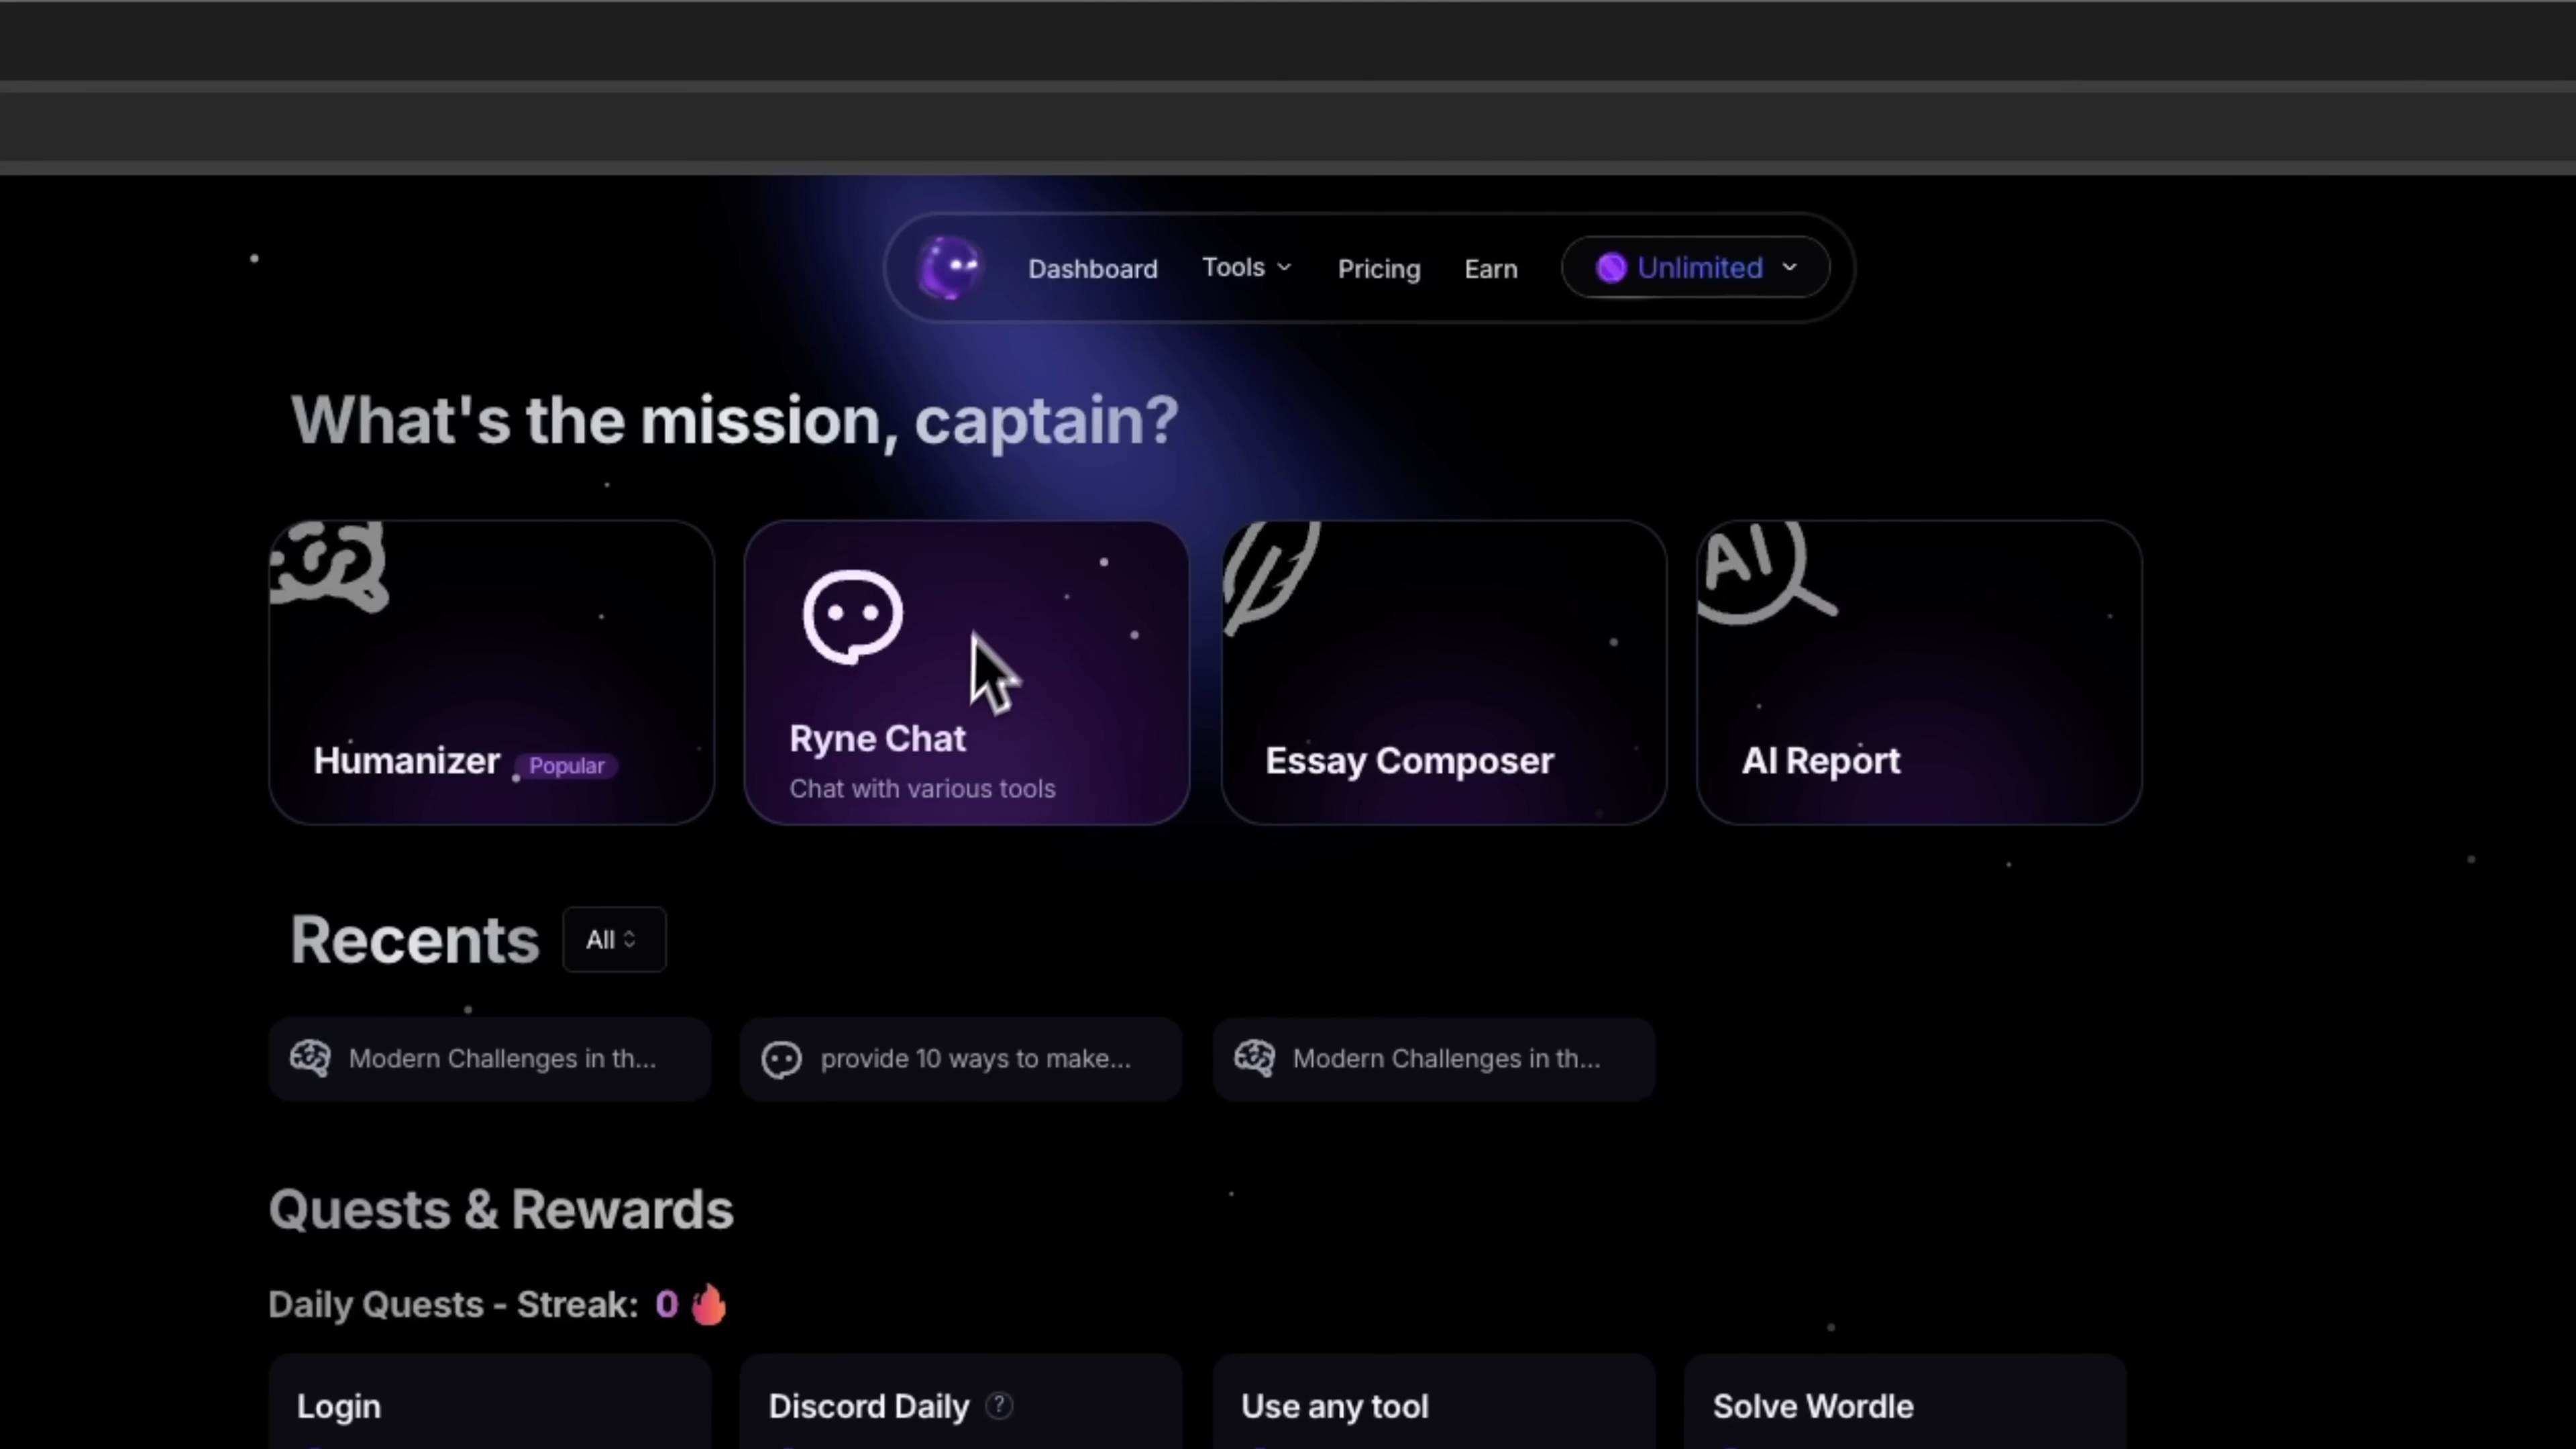 Dashboard Tools Pricing Earn Unlimited
What's the mission, captain?
AI
Humanizer Popular
Ryne Chat
Chat with various tools
Essay Composer
AI Report
Recents All
Modern Challenges in th...
provide 10 ways to make...
Modern Challenges in th...
Quests & Rewards
Daily Quests - Streak: 0
Login
Discord Daily ?
Use any tool
Solve Wordle